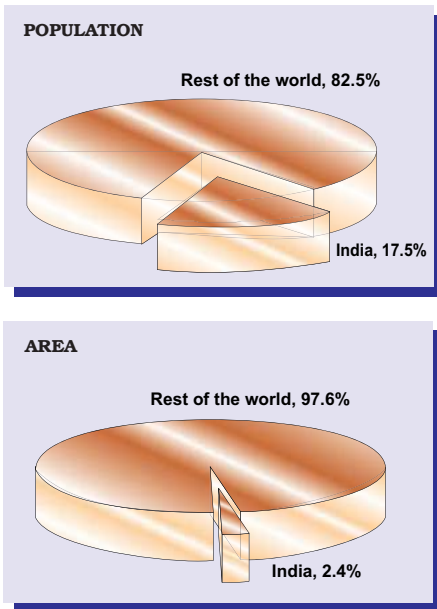 POPULATION
Rest of the world, 82.5%
India, 17.5%
AREA
Rest of the world, 97.6%
India, 2.4%